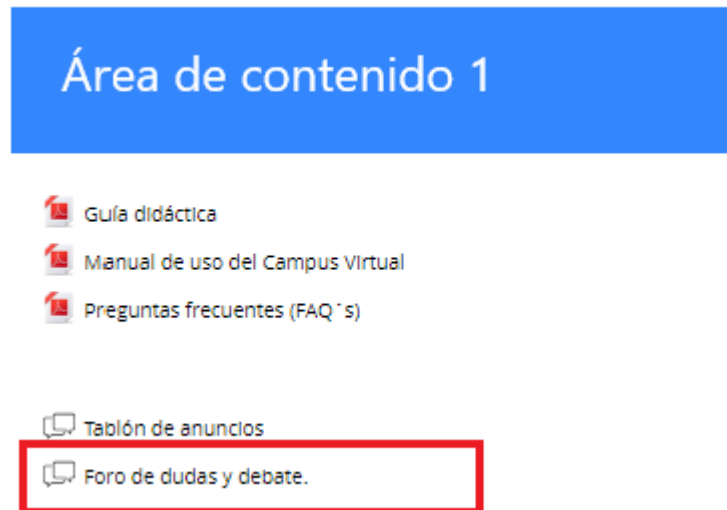 Área de contenido 1
Guía didáctica
Manual de uso del Campus Virtual
Preguntas frecuentes (FAQ´s)
Tablón de anuncios
Foro de dudas y debate.